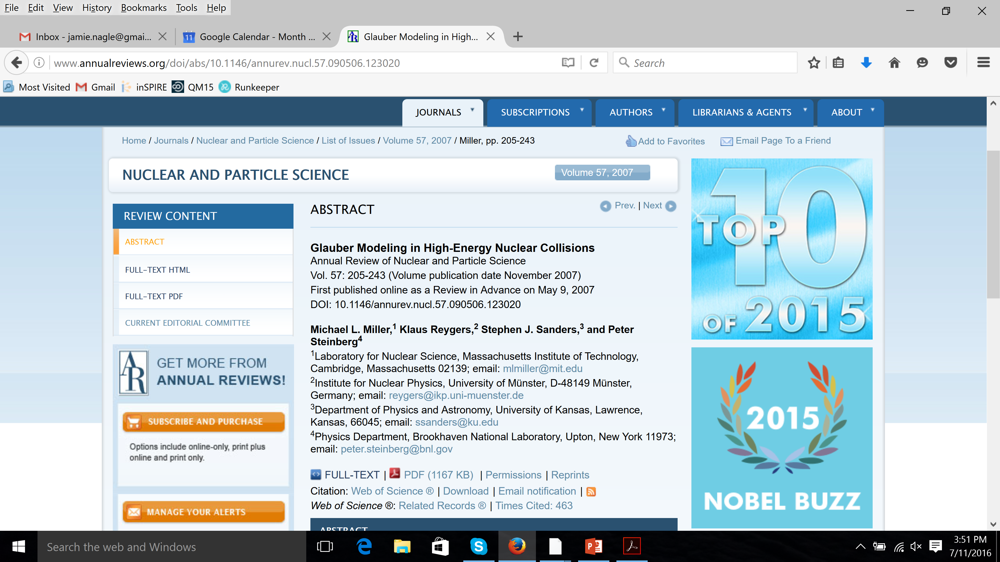 File Edit View History Bookmarks Tools Help
Inbox - jamie.nagle@gmai...
Google Calendar - Month ...
Glauber Modeling in High...
www.annualreviews.org/doi/abs/10.1146/annurev.nucl.57.090506.123020
Search
Most Visited Gmail inSPIRE QM15 Runkeeper
JOURNALS SUBSCRIPTIONS AUTHORS LIBRARIANS & AGENTS ABOUT
Home / Journals / Nuclear and Particle Science / List of Issues / Volume 57, 2007 / Miller, pp. 205-243
Add to Favorites Email Page To a Friend
NUCLEAR AND PARTICLE SCIENCE
Volume 57, 2007
REVIEW CONTENT
ABSTRACT
FULL-TEXT HTML
FULL-TEXT PDF
CURRENT EDITORIAL COMMITTEE
AR
GET MORE FROM
ANNUAL REVIEWS!
SUBSCRIBE AND PURCHASE
Options include online-only, print plus
online and print only.
MANAGE YOUR ALERTS
ABSTRACT
Prev. | Next
Glauber Modeling in High-Energy Nuclear Collisions
Annual Review of Nuclear and Particle Science
Vol. 57: 205-243 (Volume publication date November 2007)
First published online as a Review in Advance on May 9, 2007
DOI: 10.1146/annurev.nucl.57.090506.123020
Michael L. Miller,1 Klaus Reygers,2 Stephen J. Sanders,3 and Peter
Steinberg4
1Laboratory for Nuclear Science, Massachusetts Institute of Technology,
Cambridge, Massachusetts 02139; email: mlmiller@mit.edu
2Institute for Nuclear Physics, University of Münster, D-48149 Münster,
Germany; email: reygers@ikp.uni-muenster.de
3Department of Physics and Astronomy, University of Kansas, Lawrence,
Kansas, 66045; email: ssanders@ku.edu
4Physics Department, Brookhaven National Laboratory, Upton, New York 11973;
email: peter.steinberg@bnl.gov
FULL-TEXT | PDF (1167 KB) | Permissions | Reprints
Citation: Web of Science ® | Download | Email notification |
Web of Science ®: Related Records ® | Times Cited: 463
ABSTRACT
TOP 10
OF 2015
2015
NOBEL BUZZ
Search the web and Windows
3:51 PM
7/11/2016